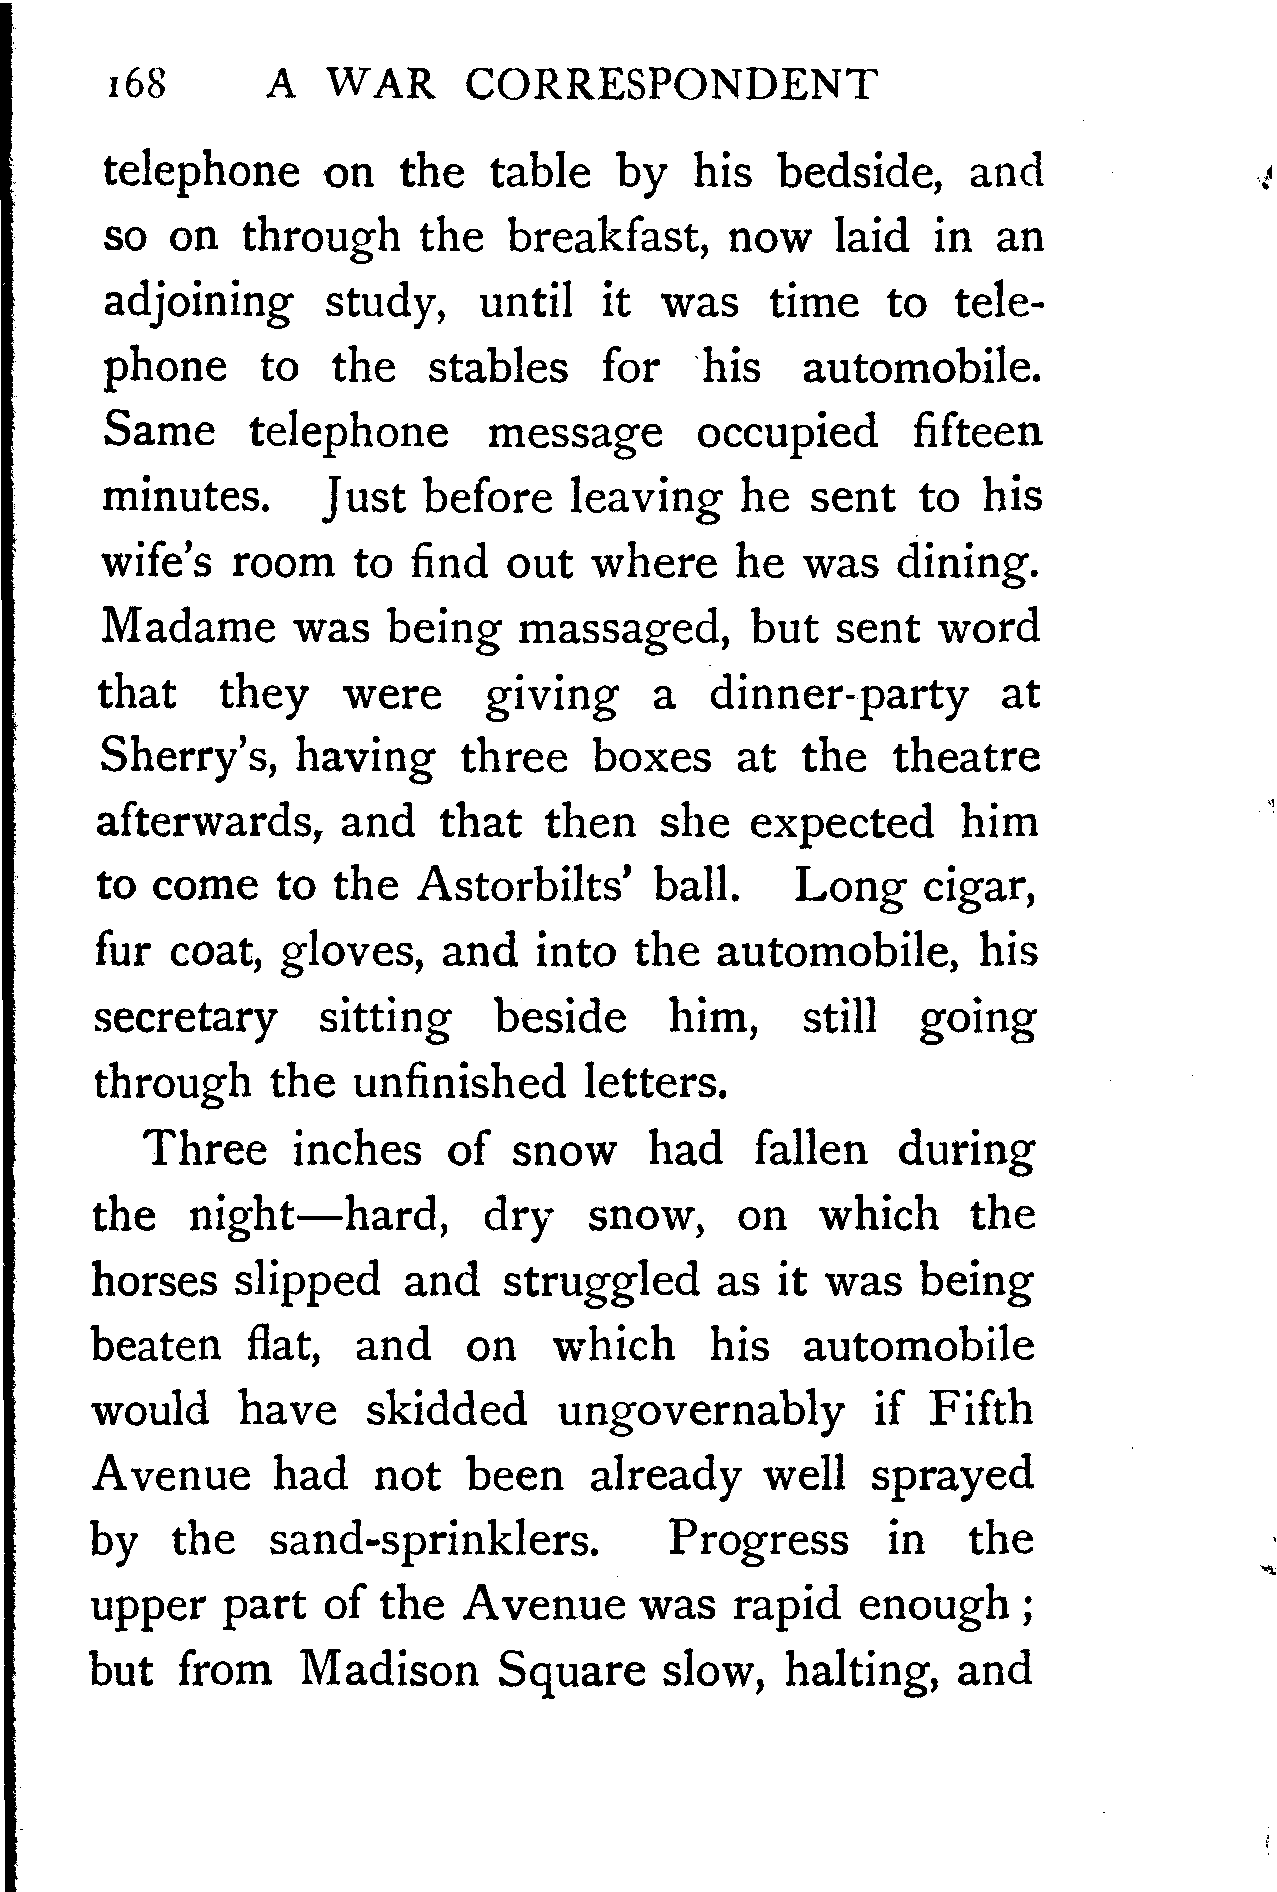 168 A WAR CORRESPONDENT
telephone on the table by his bedside, and
so on through the breakfast, now laid in an
adjoining study, until it was time to tele-
phone to the stables for his automobile.
Same telephone message occupied fifteen
minutes. Just before leaving he sent to his
wife's room to find out where he was dining.
Madame was being massaged, but sent word
that they were giving a dinner-party at
Sherry's, having three boxes at the theatre
afterwards, and that then she expected him
to come to the Astorbilts' ball. Long cigar,
fur coat, gloves, and into the automobile, his
secretary sitting beside him, still going
through the unfinished letters.
Three inches of snow had fallen during
the night—hard, dry snow, on which the
horses slipped and struggled as it was being
beaten flat, and on which his automobile
would have skidded ungovernably if Fifth
Avenue had not been already well sprayed
by the sand-sprinklers. Progress in the
upper part of the Avenue was rapid enough ;
but from Madison Square slow, halting, and